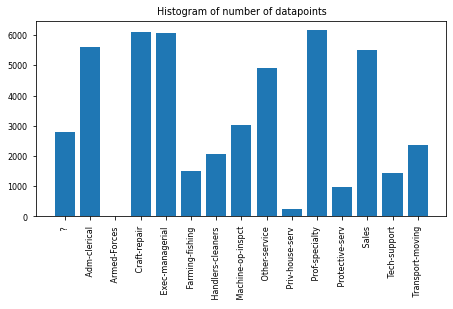 Histogram of number of datapoints
6000
5000
4000
3000
2000
1000
0
?
Adm-clerical
Armed-Forces
Craft-repair
Exec-managerial
Farming-fishing
Handlers-cleaners
Machine-op-inspct
Other-service
Priv-house-serv
Prof-specialty
Protective-serv
Sales
Tech-support
Transport-moving